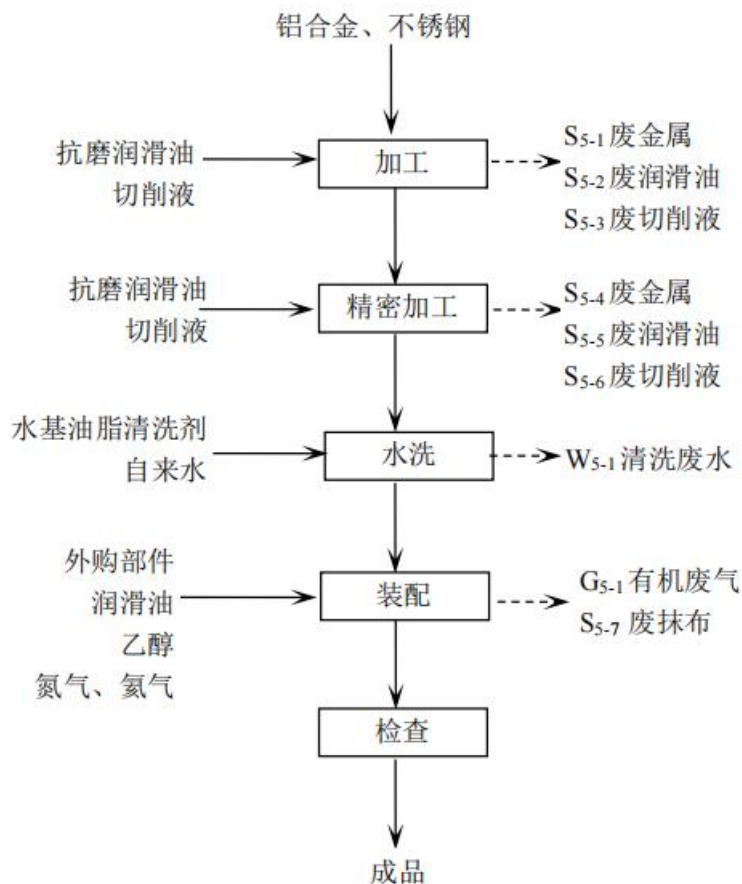 铝合金、不锈钢
抗磨润滑油
切削液
加工
S5-1废金属
S5-2废润滑油
S5-3废切削液
抗磨润滑油
切削液
精密加工
S5-4废金属
S5-5废润滑油
S5-6废切削液
水基油脂清洗剂
自来水
水洗
W5-1清洗废水
外购部件
润滑油
乙醇
氮气、氦气
装配
G5-1有机废气
S5-7废抹布
检查
成品